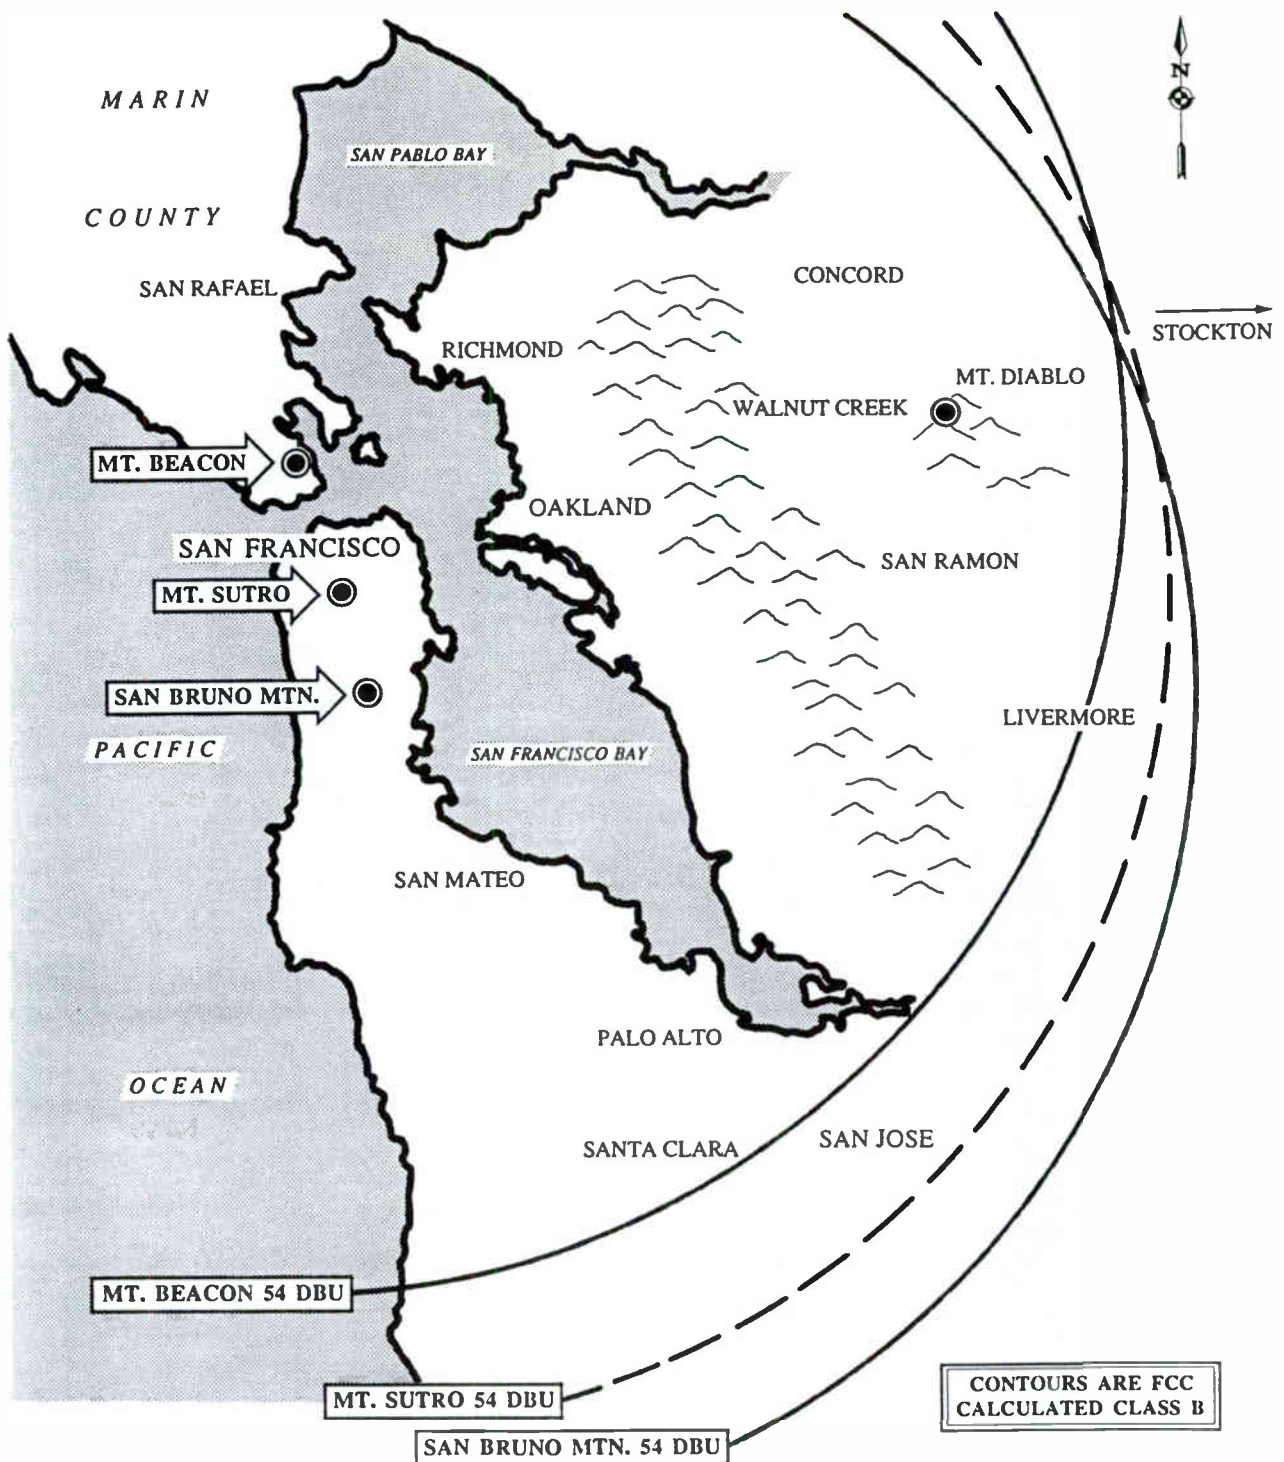 MARIN
COUNTY
N
SAN PABLO BAY
SAN RAFAEL
CONCORD
STOCKTON
RICHMOND
MT. DIABLO
WALNUT CREEK
MT. BEACON
OAKLAND
SAN FRANCISCO
SAN RAMON
MT. SUTRO
SAN BRUNO MTN.
LIVERMORE
PACIFIC
SAN FRANCISCO BAY
SAN MATEO
PALO ALTO
OCEAN
SANTA CLARA
SAN JOSE
MT. BEACON 54 DBU
MT. SUTRO 54 DBU
SAN BRUNO MTN. 54 DBU
CONTOURS ARE FCC
CALCULATED CLASS B